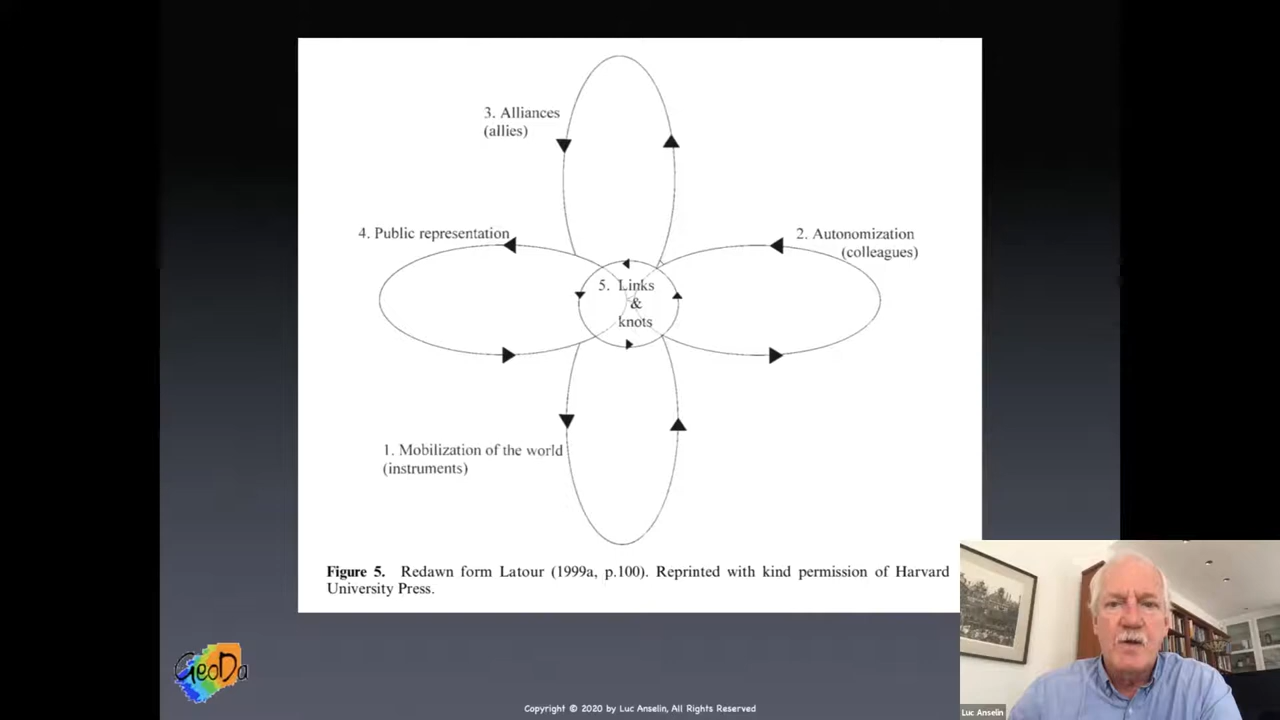 3. Alliances
(allies)
4. Public representation
2. Autonomization
(colleagues)
5. Links
&
knots
1. Mobilization of the world
(instruments)
Figure 5. Redawn form Latour (1999a, p.100). Reprinted with kind permission of Harvard
University Press.
GeoDa
Copyright © 2020 by Luc Anselin, All Rights Reserved
Luc Anselin